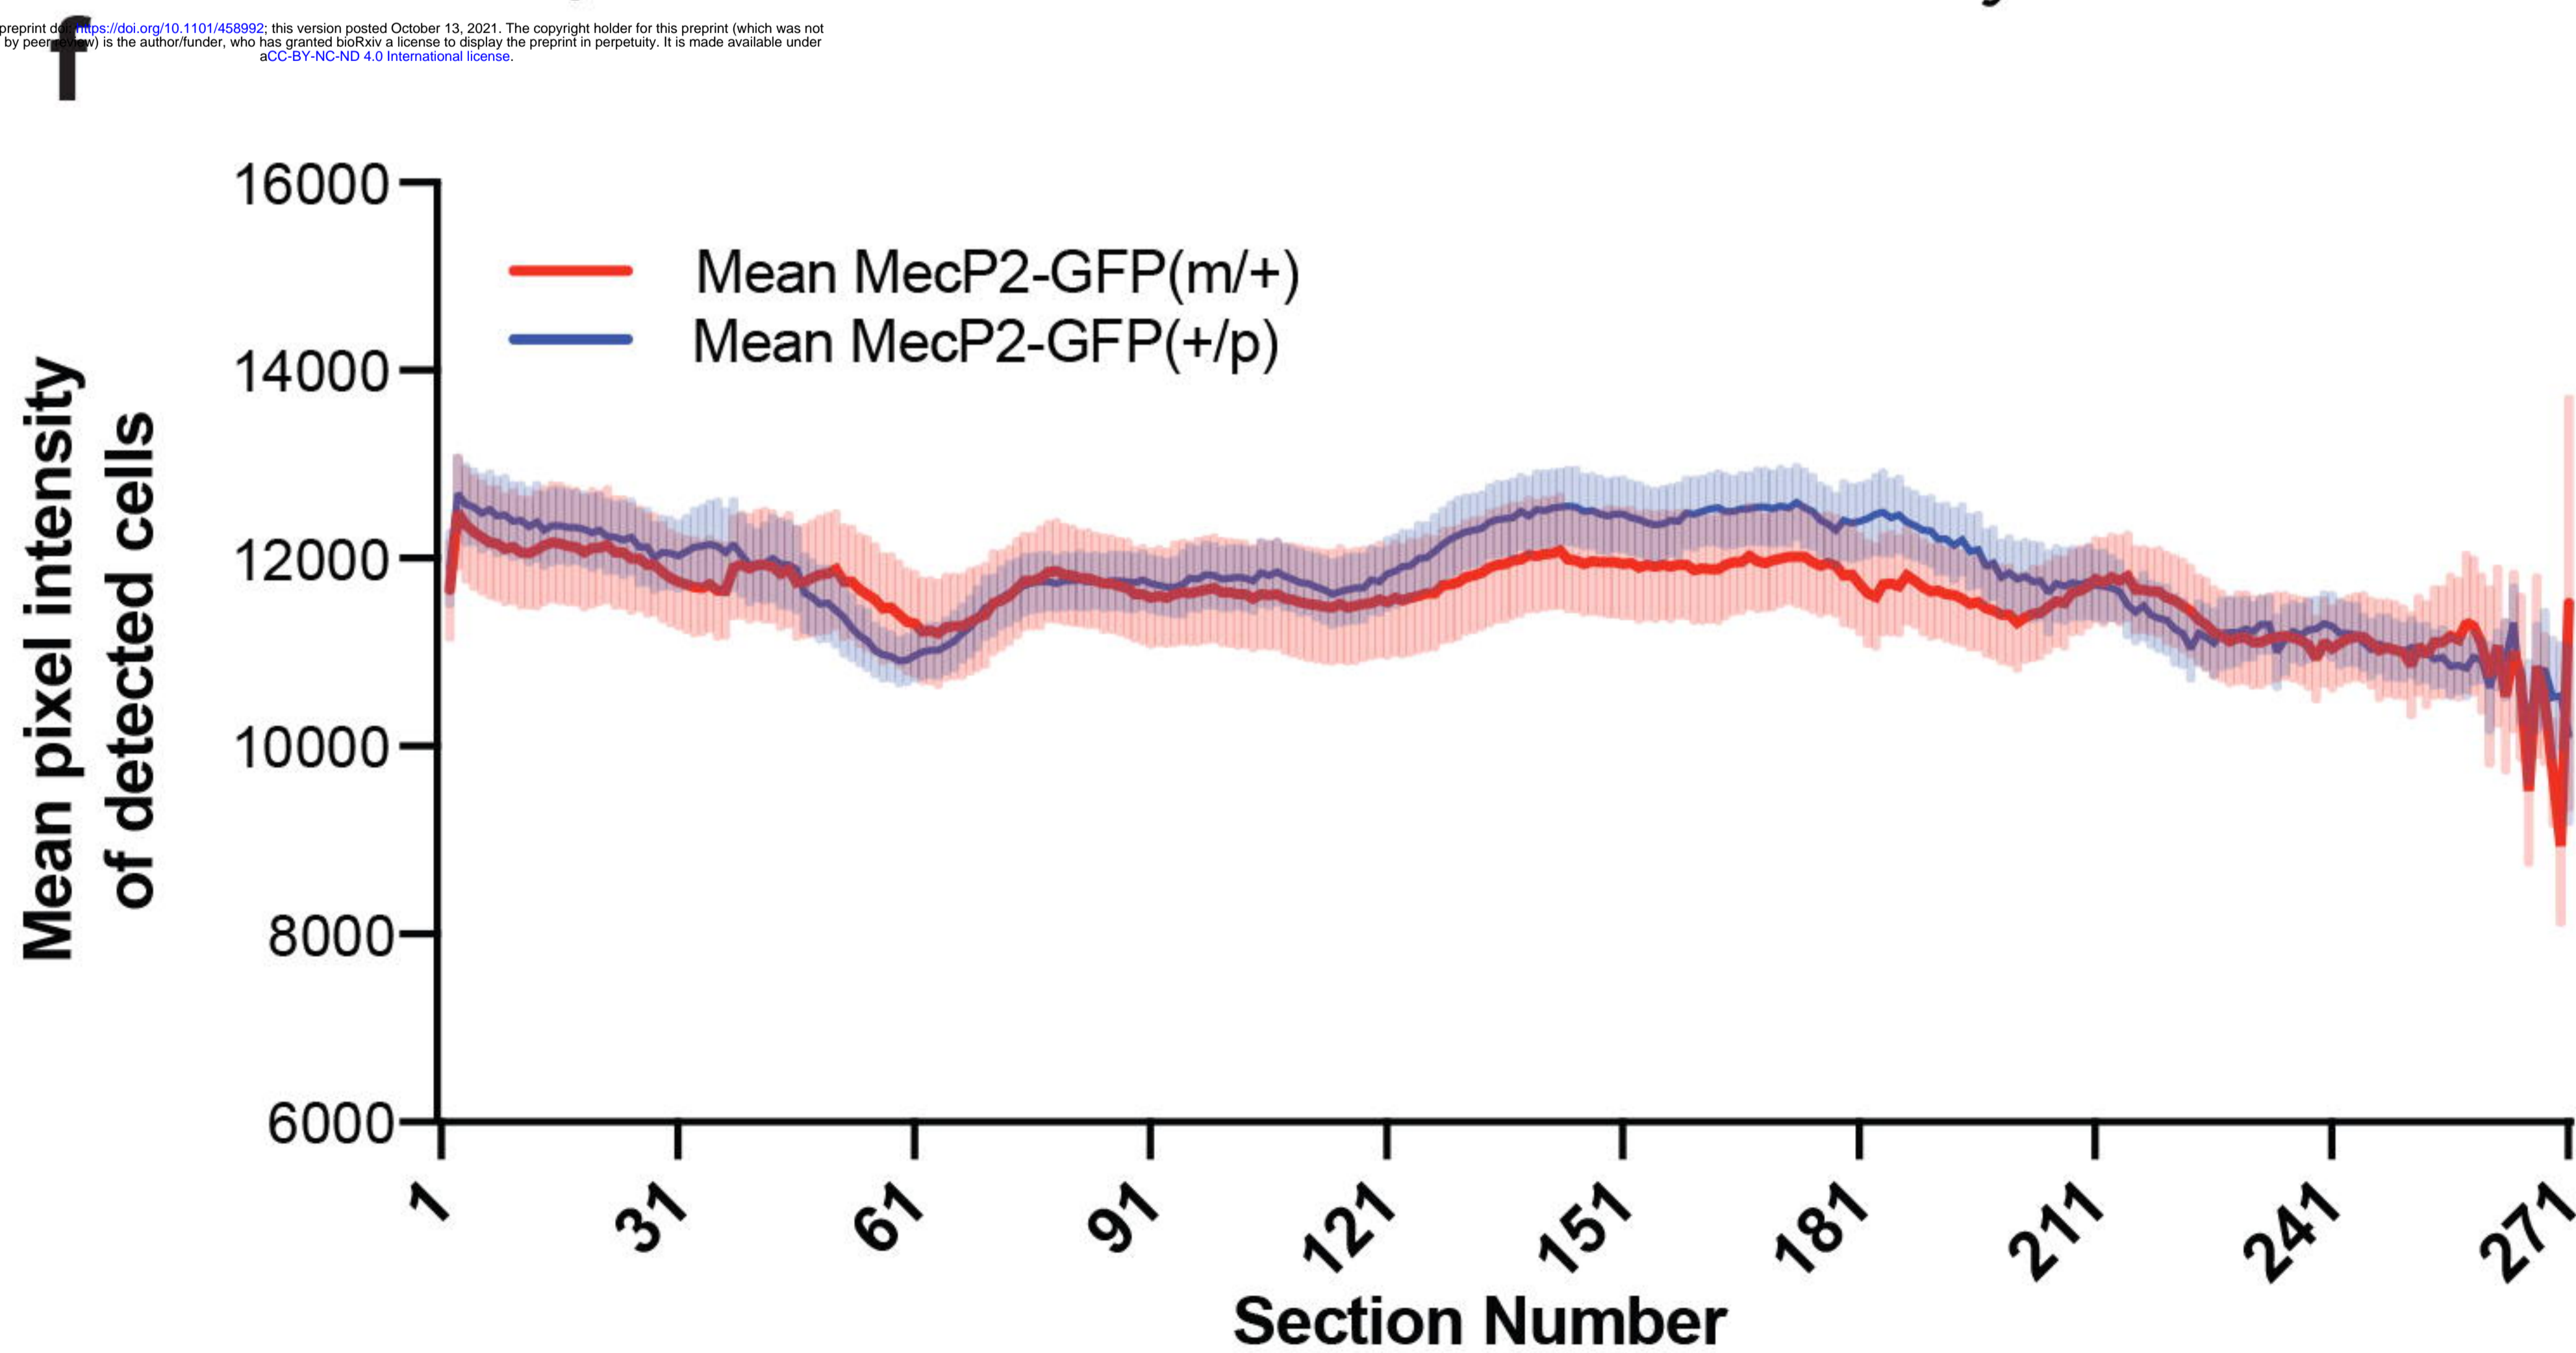 preprint doi: https://doi.org/10.1101/458992; this version posted October 13, 2021. The copyright holder for this preprint (which was not
by peer review) is the author/funder, who has granted bioRxiv a license to display the preprint in perpetuity. It is made available under
aCC-BY-NC-ND 4.0 International license.
f
16000
14000
12000
10000
8000
6000
Mean pixel intensity
of detected cells
Mean MecP2-GFP(m/+)
Mean MecP2-GFP(+/p)
1 31 61 91 121 151 181 211 241 271
Section Number